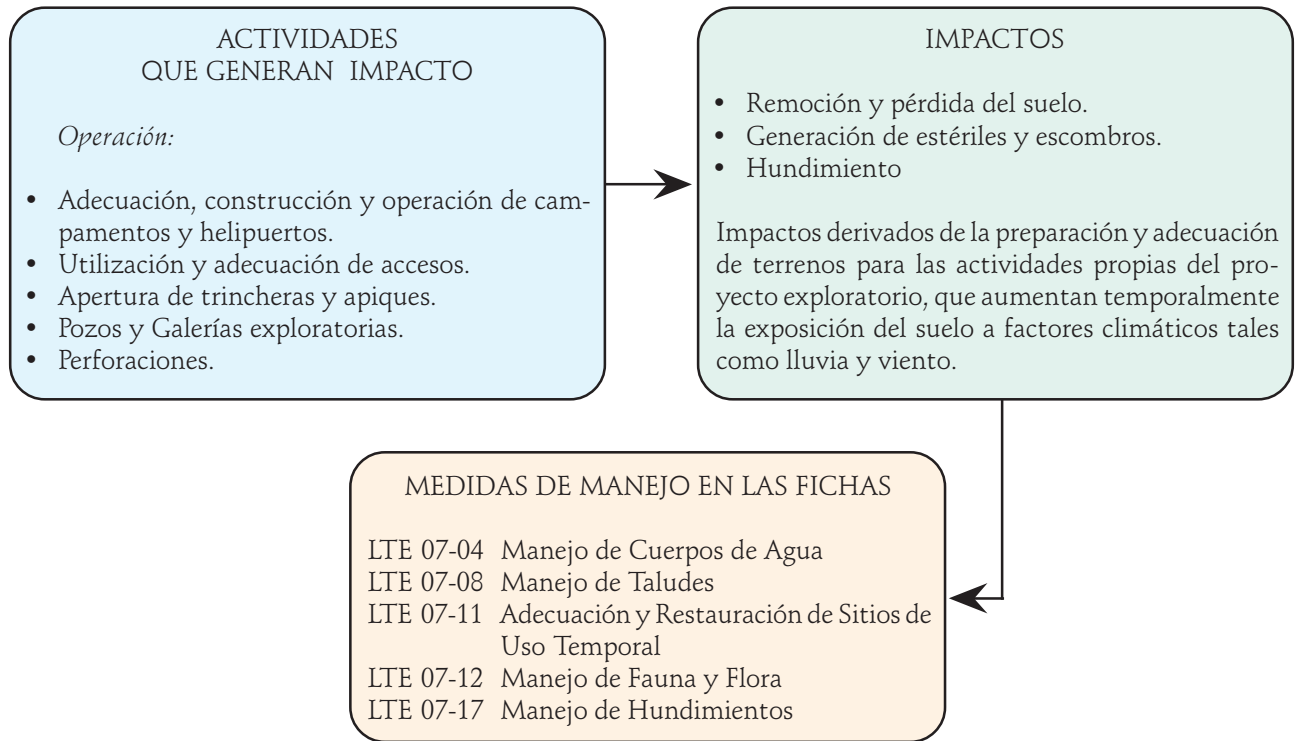 ACTIVIDADES
QUE GENERAN IMPACTO
Operación:
• Adecuación, construcción y operación de cam-
pamentos y helipuertos.
• Utilización y adecuación de accesos.
• Apertura de trincheras y apiques.
• Pozos y Galerías exploratorias.
• Perforaciones.
IMPACTOS
• Remoción y pérdida del suelo.
• Generación de estériles y escombros.
• Hundimiento
Impactos derivados de la preparación y adecuación
de terrenos para las actividades propias del pro-
yecto exploratorio, que aumentan temporalmente
la exposición del suelo a factores climáticos tales
como lluvia y viento.
MEDIDAS DE MANEJO EN LAS FICHAS
LTE 07-04 Manejo de Cuerpos de Agua
LTE 07-08 Manejo de Taludes
LTE 07-11 Adecuación y Restauración de Sitios de
Uso Temporal
LTE 07-12 Manejo de Fauna y Flora
LTE 07-17 Manejo de Hundimientos